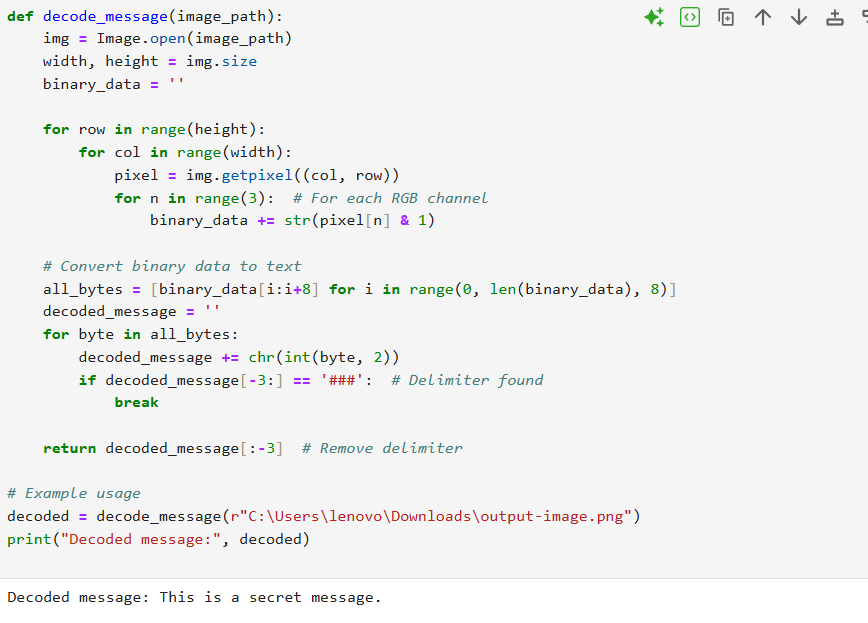 def decode_message(image_path):
    img = Image.open(image_path)
    width, height = img.size
    binary_data = ''

    for row in range(height):
        for col in range(width):
            pixel = img.getpixel((col, row))
            for n in range(3):  # For each RGB channel
                binary_data += str(pixel[n] & 1)

    # Convert binary data to text
    all_bytes = [binary_data[i:i+8] for i in range(0, len(binary_data), 8)]
    decoded_message = ''
    for byte in all_bytes:
        decoded_message += chr(int(byte, 2))
        if decoded_message[-3:] == '###':  # Delimiter found
            break

    return decoded_message[:-3]  # Remove delimiter

# Example usage
decoded = decode_message(r"C:\Users\lenovo\Downloads\output-image.png")
print("Decoded message:", decoded)

Decoded message: This is a secret message.